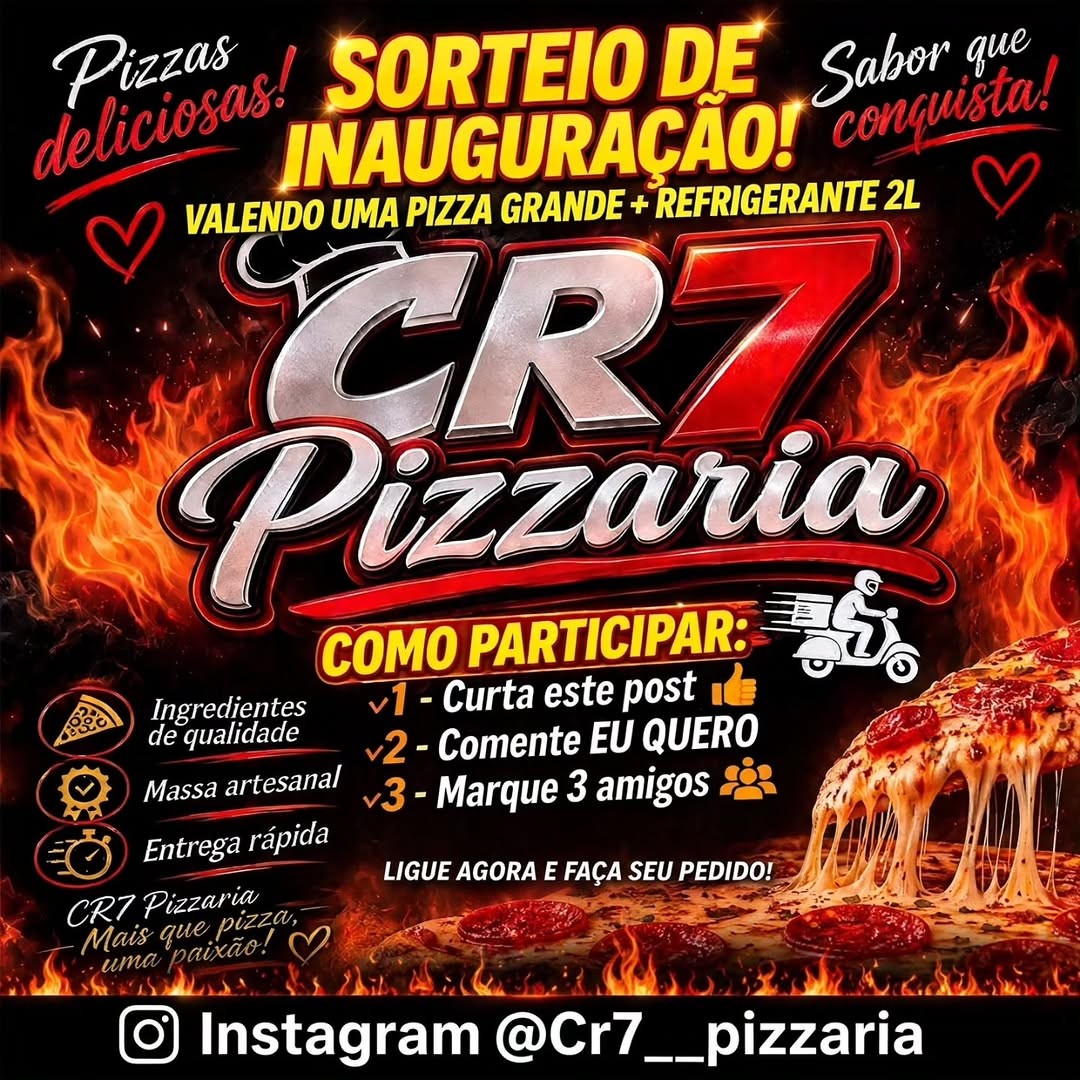 Pizzas
deliciosas!
SORTEIO DE
INAUGURAÇÃO!
Sabor que
conquista!
VALENDO UMA PIZZA GRANDE + REFRIGERANTE 2L
CR7
Pizzaria
COMO PARTICIPAR:
1 - Curta este post
2 - Comente EU QUERO
3 - Marque 3 amigos
Ingredientes
de qualidade
Massa artesanal
Entrega rápida
LIGUE AGORA E FAÇA SEU PEDIDO!
CR7 Pizzaria
Mais que pizza,
uma paixão!
Instagram @Cr7__pizzaria